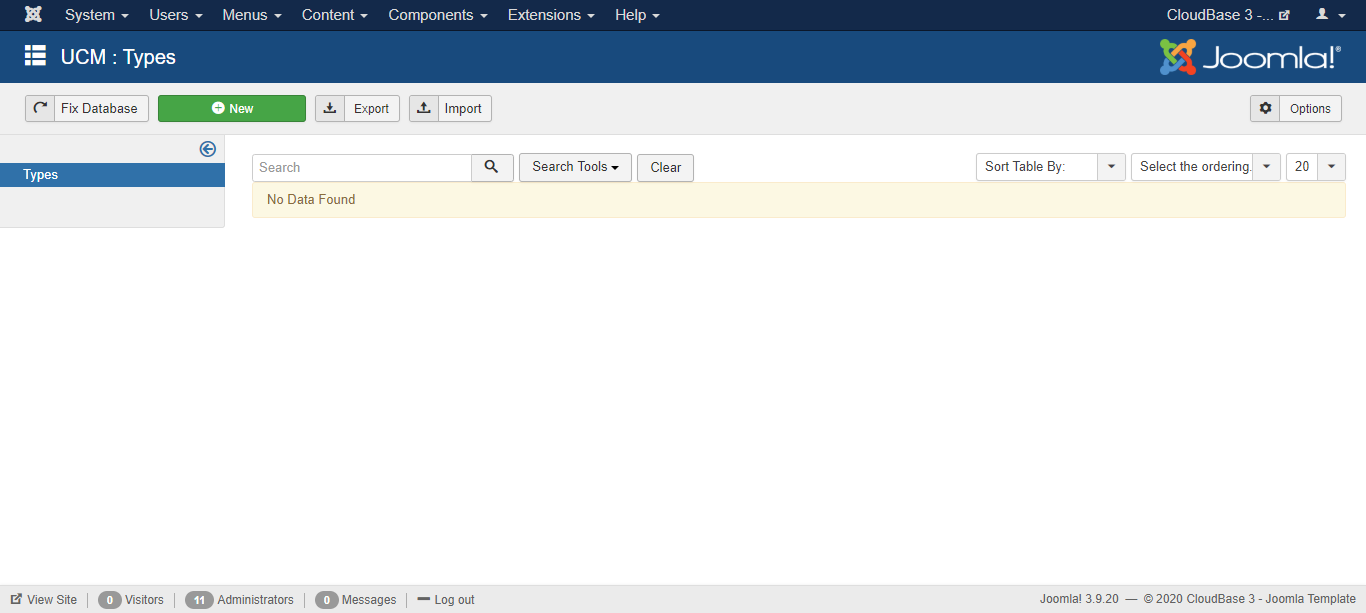 System Users Menus Content Components Extensions Help CloudBase 3 -...
UCM : Types Joomla!®
Fix Database New Export Import Options
Types
Search Search Tools Clear Sort Table By: Select the ordering. 20
No Data Found
View Site 0 Visitors 11 Administrators 0 Messages Log out Joomla! 3.9.20 — © 2020 CloudBase 3 - Joomla Template